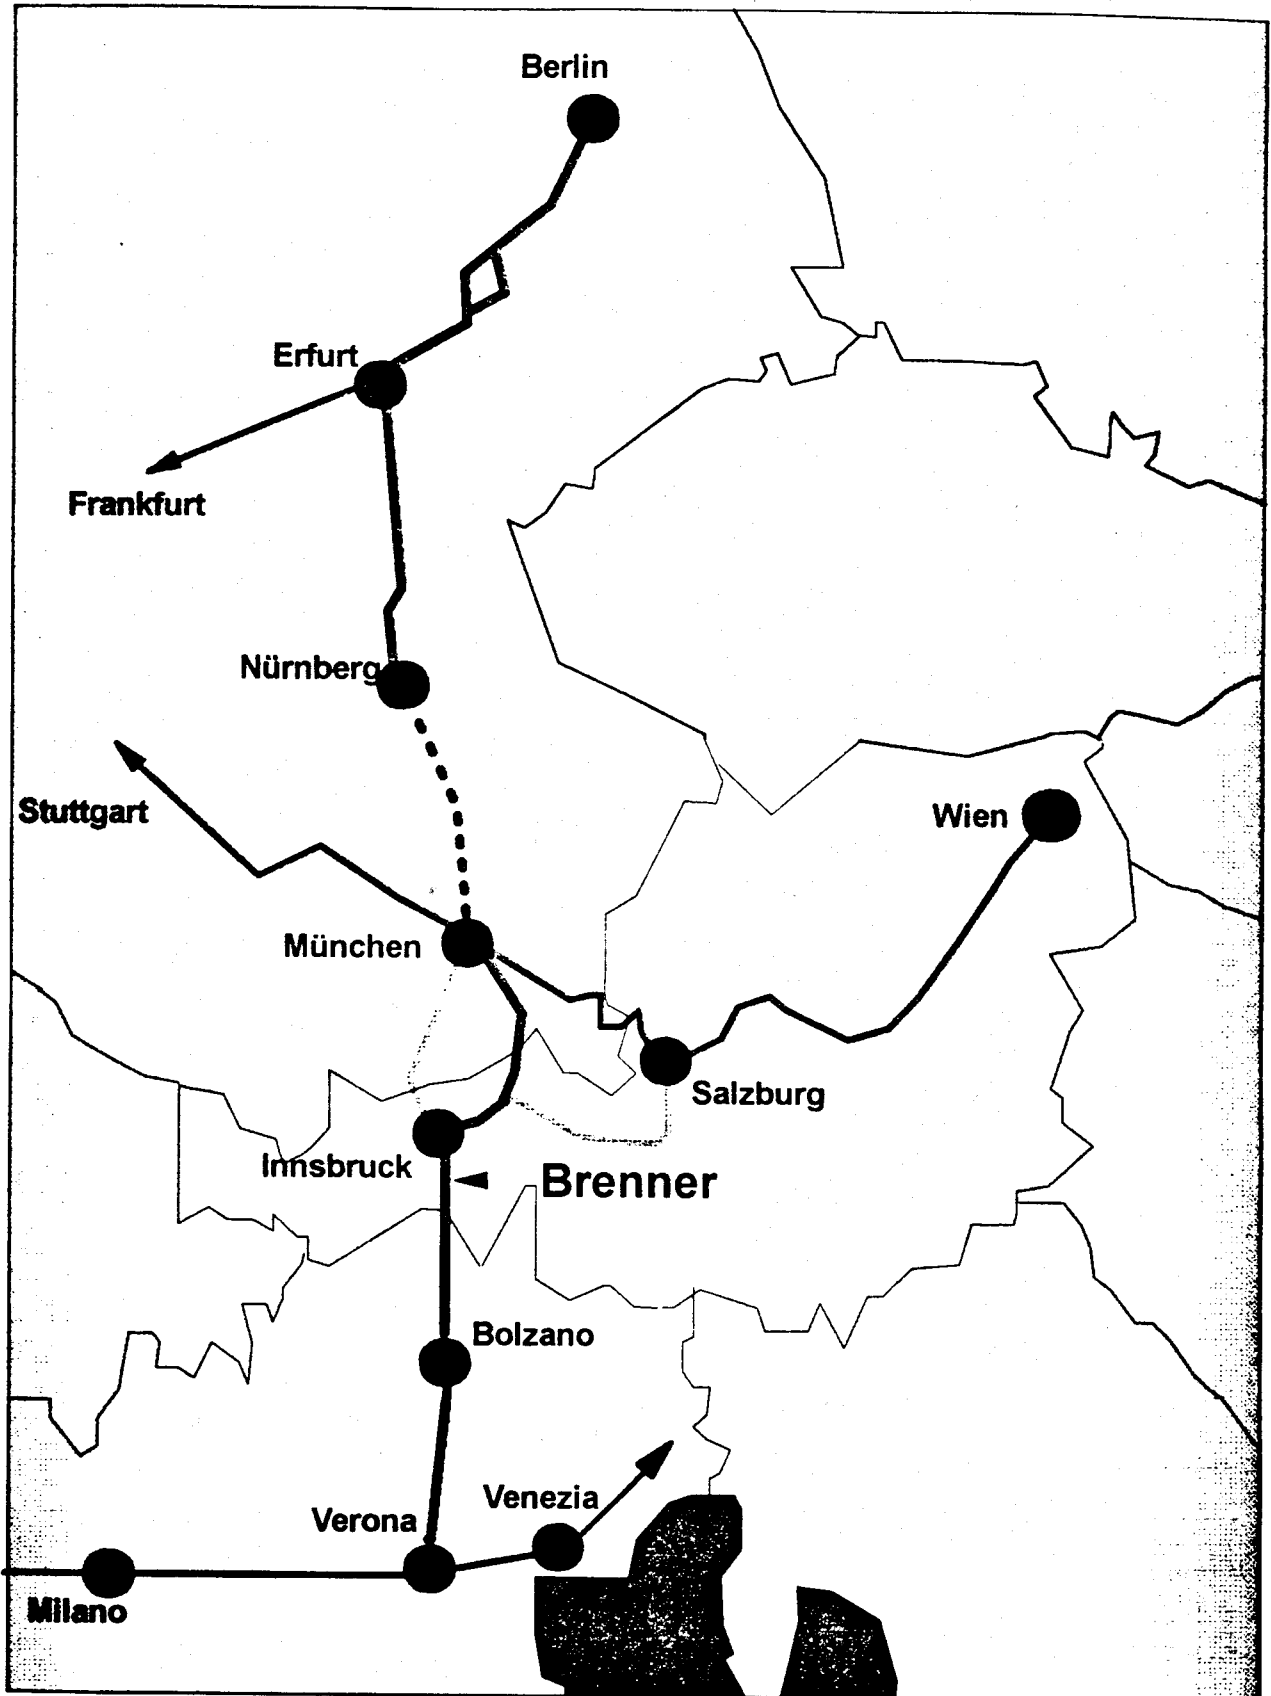 Berlin
Erfurt
Frankfurt
Nürnberg
Stuttgart
Wien
München
Salzburg
Innsbruck
Brenner
Bolzano
Venezia
Verona
Milano